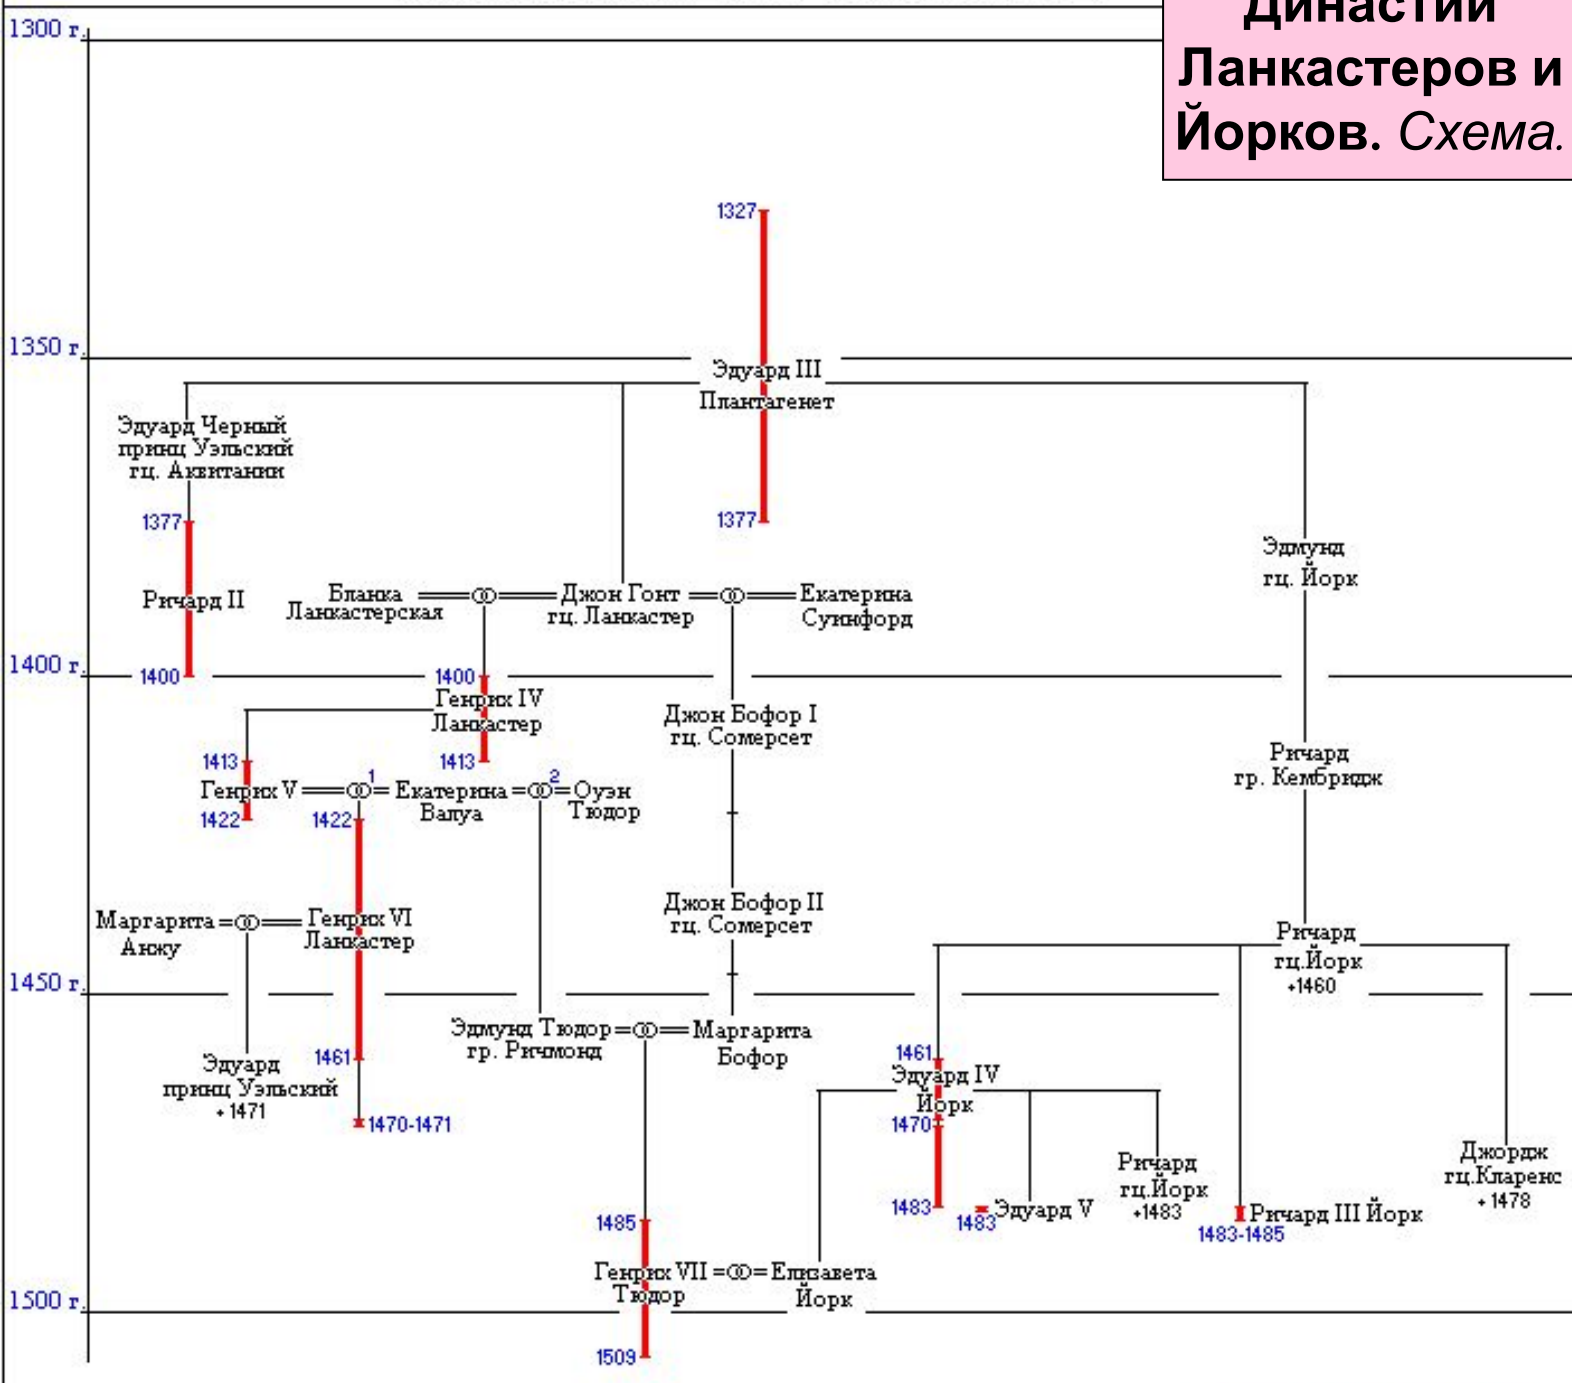 Династии
Ланкастеров и
Йорков. Схема.
1300 г.
1327
1350 г.
Эдуард III
Плантагенет
Эдуард Черный
принц Уэльский
гц. Аквитании
1377
1377
Эдмунд
гц. Йорк
Ричард II
Бланка
Ланкастерская
Джон Гонт
гц. Ланкастер
Екатерина
Суинфорд
1400 г.
1400
1400
Генрих IV
Ланкастер
Джон Бофор I
гц. Сомерсет
1413
1413
Ричард
гр. Кембридж
Генрих V
1
Екатерина
Валуа
2
Оуэн
Тюдор
1422
1422
Маргарита
Анжу
Генрих VI
Ланкастер
Джон Бофор II
гц. Сомерсет
Ричард
гц.Йорк
+1460
1450 г.
Эдмунд Тюдор
гр. Ричмонд
Маргарита
Бофор
Эдуард
принц Уэльский
+ 1471
1461
1470-1471
1461
Эдуард IV
Йорк
1470
1483
1483
Эдуард V
Ричард
гц.Йорк
+1483
Ричард III Йорк
1483-1485
Джордж
гц.Кларенс
+ 1478
1485
Генрих VII
Тюдор
Елизавета
Йорк
1500 г.
1509